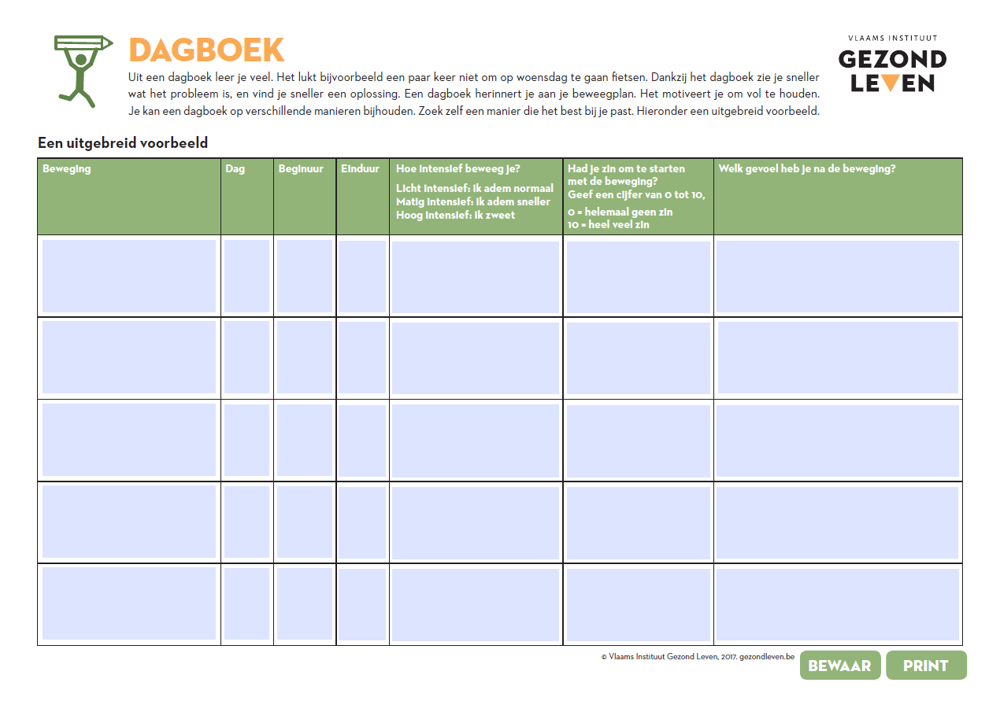 DAGBOEK
Uit een dagboek leer je veel. Het lukt bijvoorbeeld een paar keer niet om op woensdag te gaan fietsen. Dankzij het dagboek zie je sneller
wat het probleem is, en vind je sneller een oplossing. Een dagboek herinnert je aan je beweegplan. Het motiveert je om vol te houden.
Je kan een dagboek op verschillende manieren bijhouden. Zoek zelf een manier die het best bij je past. Hieronder een uitgebreid voorbeeld.
VLAAMS INSTITUUT
GEZOND
LEVEN
Een uitgebreid voorbeeld
Beweging
Dag
Beginuur
Einduur
Hoe intensief beweeg je?
Licht intensief: ik adem normaal
Matig intensief: ik adem sneller
Hoog intensief: ik zweet
Had je zin om te starten
met de beweging?
Geef een cijfer van 0 tot 10,
0 = helemaal geen zin
10 = heel veel zin
Welk gevoel heb je na de beweging?
© Vlaams Instituut Gezond Leven, 2017. gezondleven.be
BEWAAR
PRINT